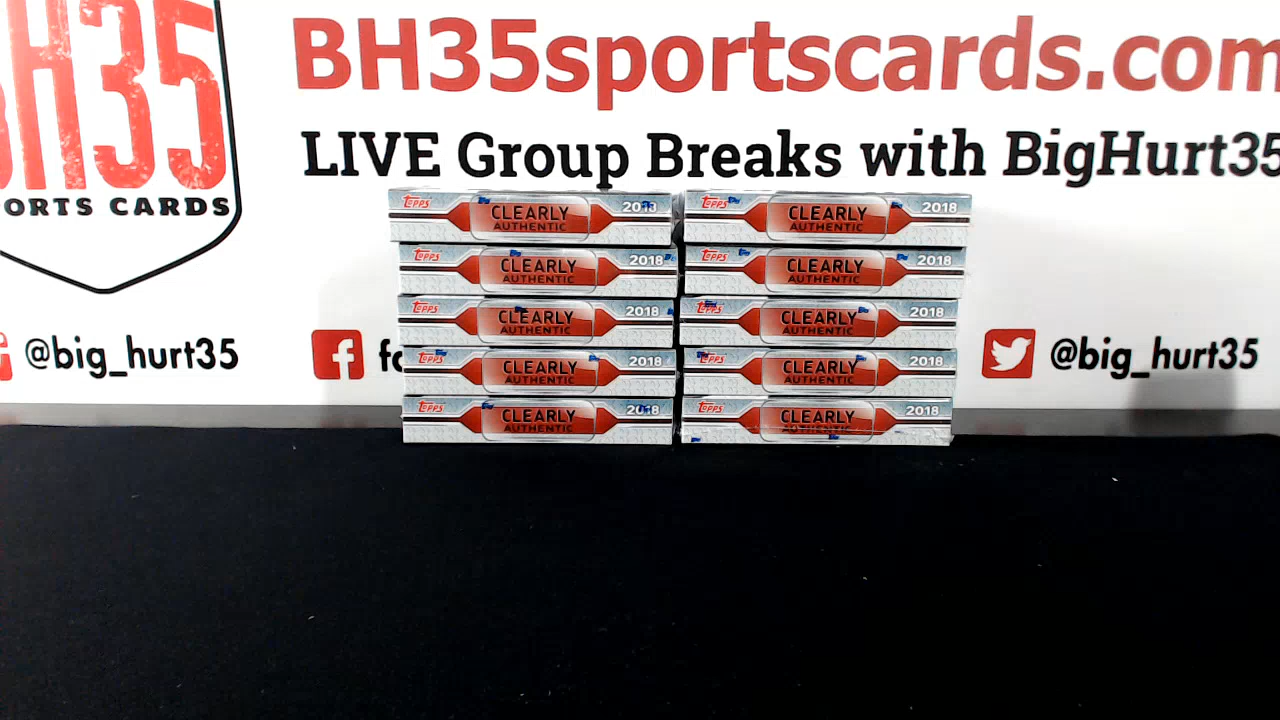 BH35
SPORTS CARDS
BH35sportscards.com
LIVE Group Breaks with BigHurt35
@big_hurt35
@big_hurt35
Topps CLEARLY AUTHENTIC 2018
Topps CLEARLY AUTHENTIC 2018
Topps CLEARLY AUTHENTIC 2018
Topps CLEARLY AUTHENTIC 2018
Topps CLEARLY AUTHENTIC 2018
Topps CLEARLY AUTHENTIC 2018
Topps CLEARLY AUTHENTIC 2018
Topps CLEARLY AUTHENTIC 2018
Topps CLEARLY AUTHENTIC 2018
Topps CLEARLY AUTHENTIC 2018